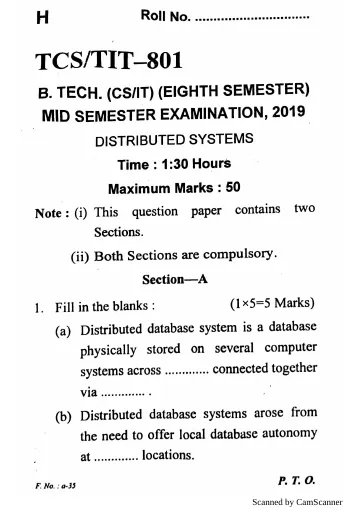 H
Roll No. ................................
TCS/TIT–801
B. TECH. (CS/IT) (EIGHTH SEMESTER)
MID SEMESTER EXAMINATION, 2019
DISTRIBUTED SYSTEMS
Time : 1:30 Hours
Maximum Marks : 50
Note : (i) This question paper contains two
Sections.
(ii) Both Sections are compulsory.
Section—A
1. Fill in the blanks : (1×5=5 Marks)
(a) Distributed database system is a database
physically stored on several computer
systems across ............. connected together
via ............. .
(b) Distributed database systems arose from
the need to offer local database autonomy
at ............. locations.
F. No. : a-35
P. T. O.
Scanned by CamScanner